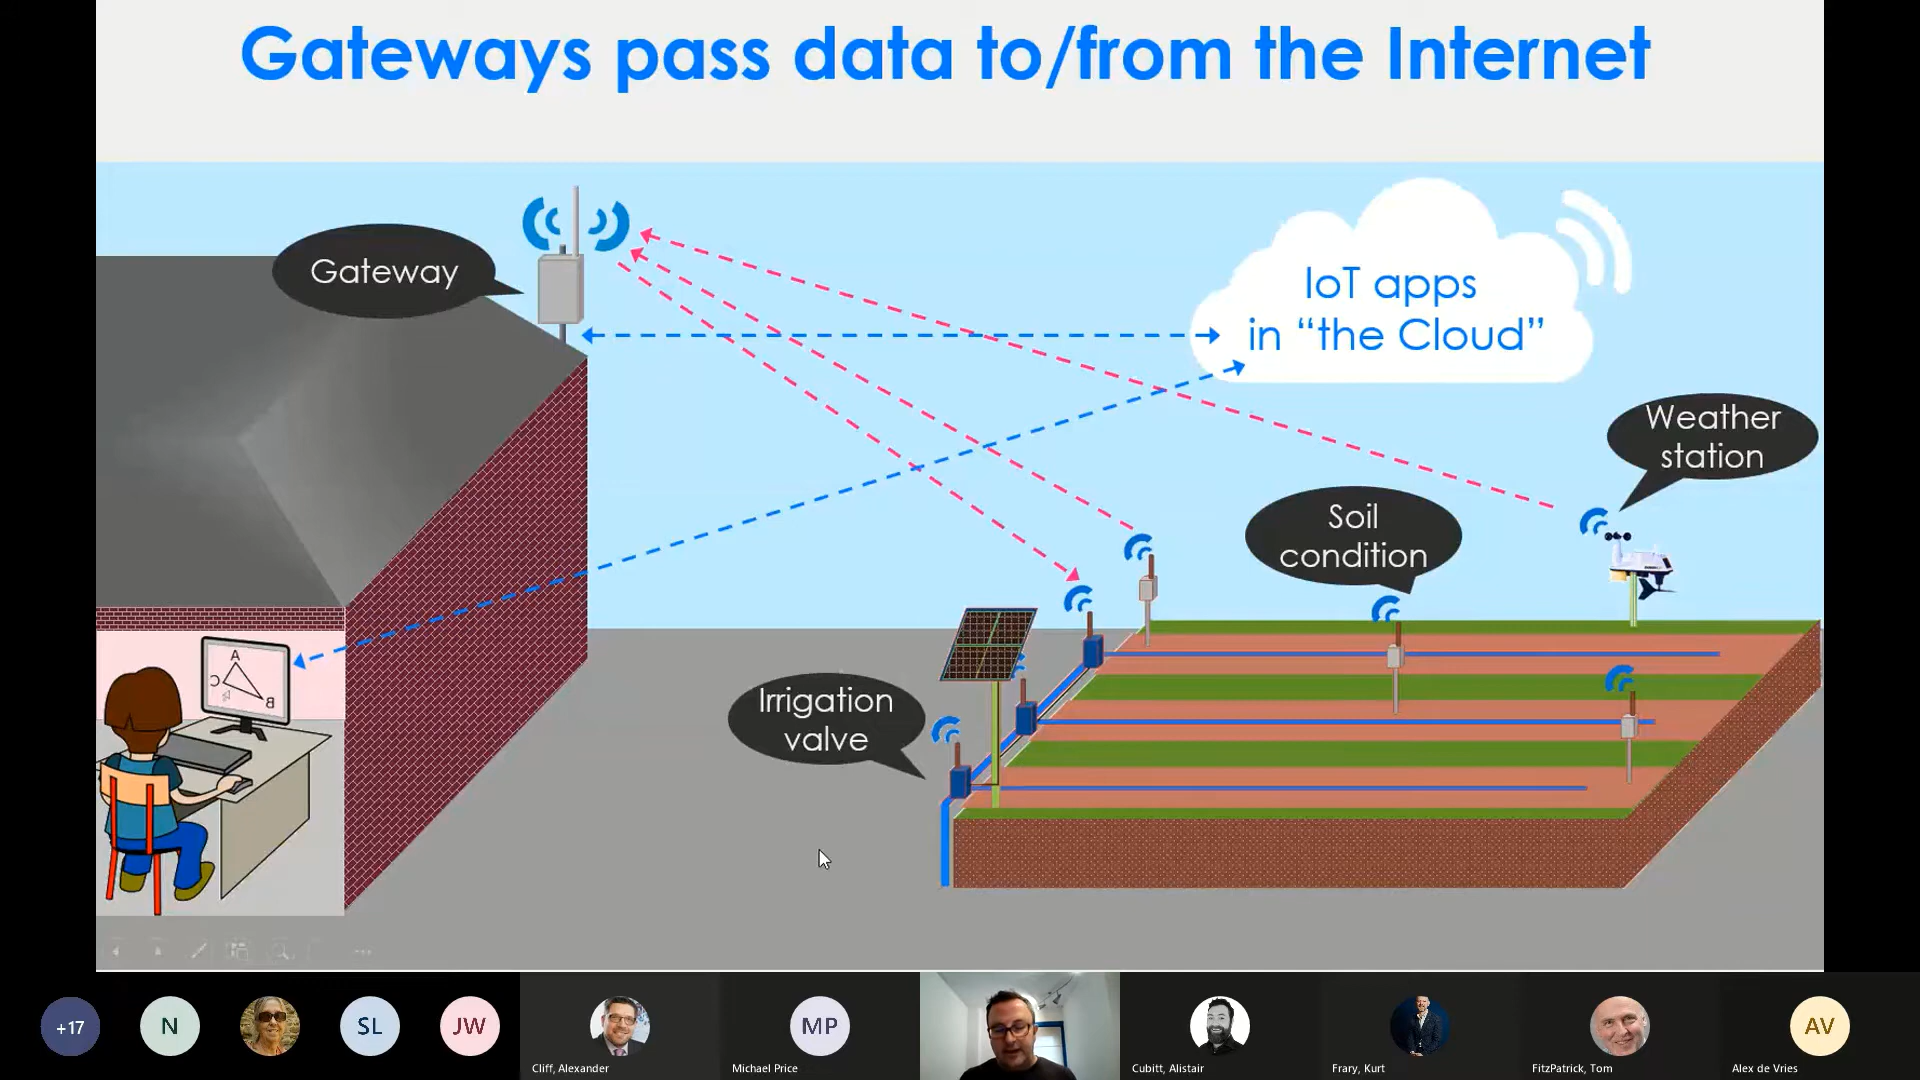 Gateways pass data to/from the Internet
Gateway
IoT apps
in “the Cloud”
Weather
station
Soil
condition
Irrigation
valve
A
C
B
+17
N
SL
JW
MP
AV
Cliff, Alexander
Michael Price
Cubitt, Alistair
Frary, Kurt
FitzPatrick, Tom
Alex de Vries